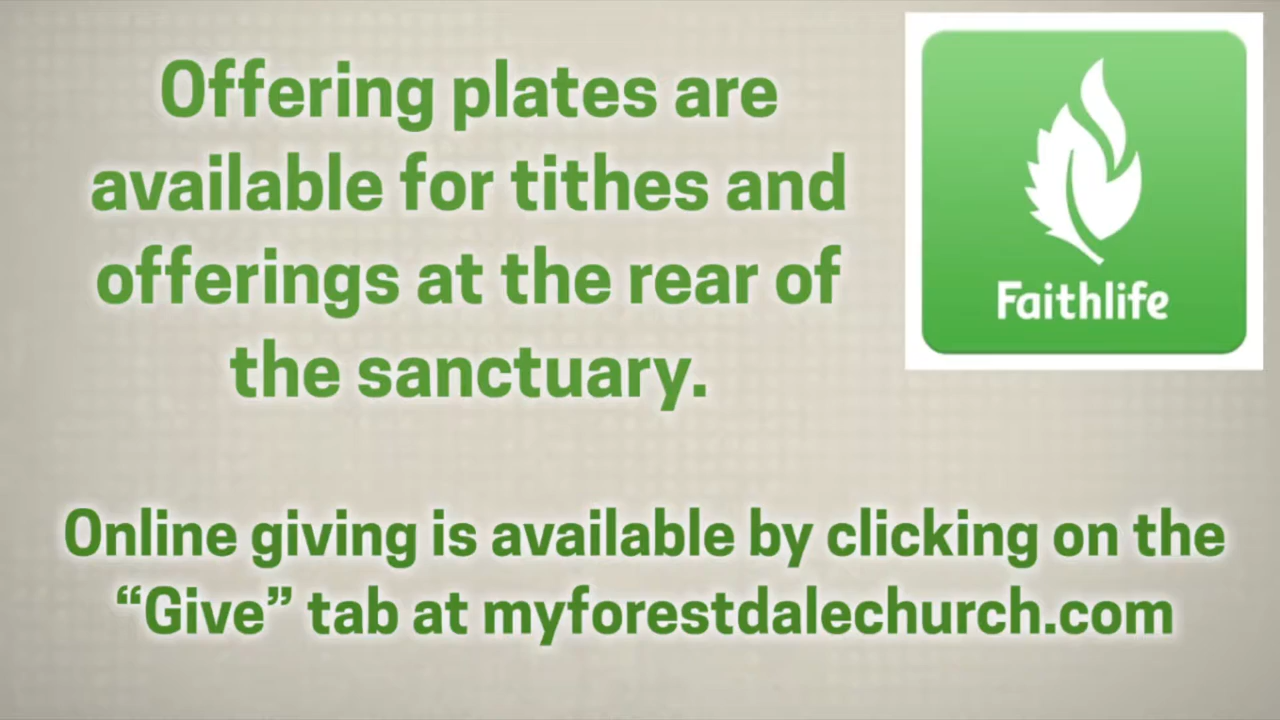 Offering plates are
available for tithes and
offerings at the rear of
the sanctuary.
Faithlife
Online giving is available by clicking on the
“Give” tab at myforestdalechurch.com